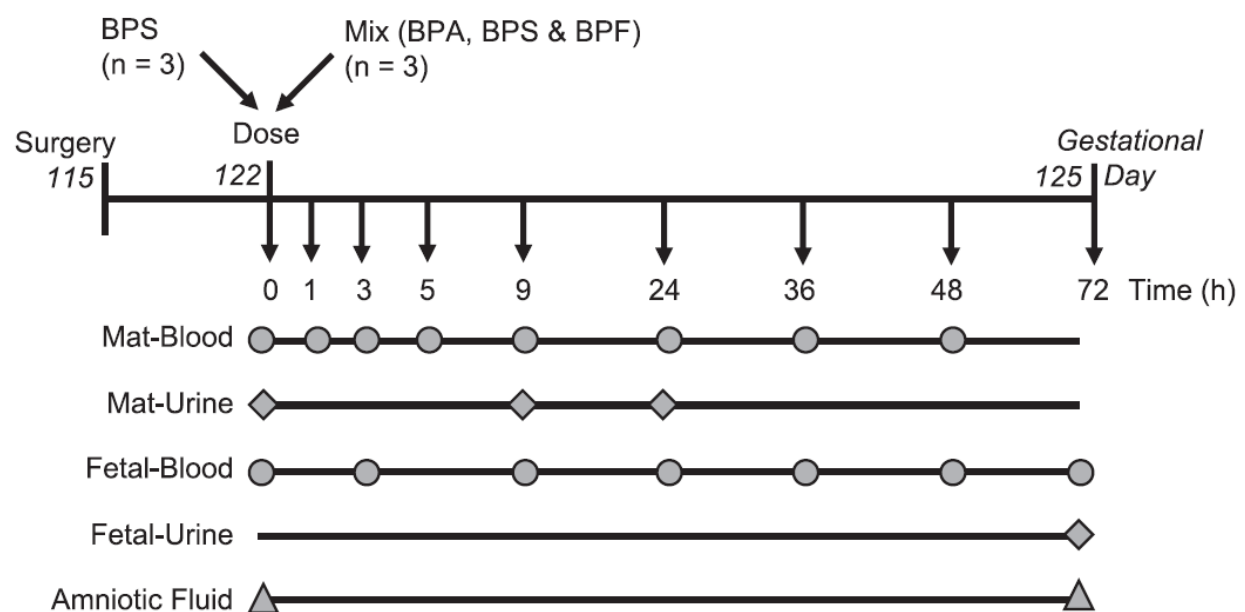 BPS
(n = 3)
Mix (BPA, BPS & BPF)
(n = 3)
Dose
Surgery
115
122
125
Gestational
Day
0 1 3 5 9 24 36 48 72 Time (h)
Mat-Blood
Mat-Urine
Fetal-Blood
Fetal-Urine
Amniotic Fluid